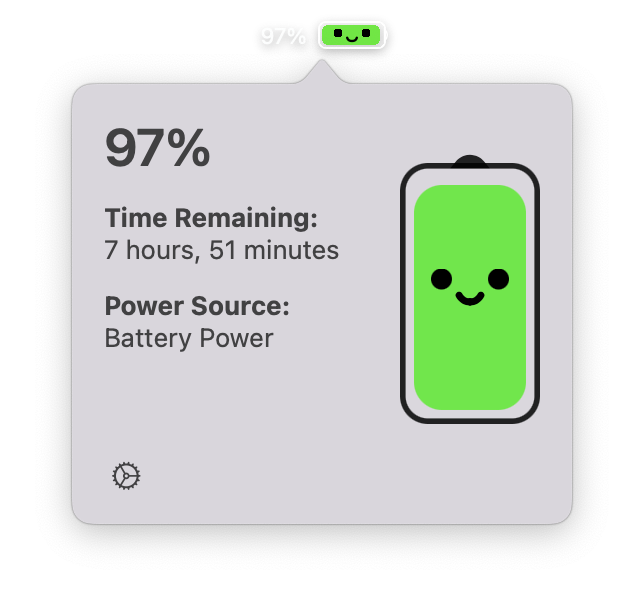 97%
97%
Time Remaining:
7 hours, 51 minutes
Power Source:
Battery Power